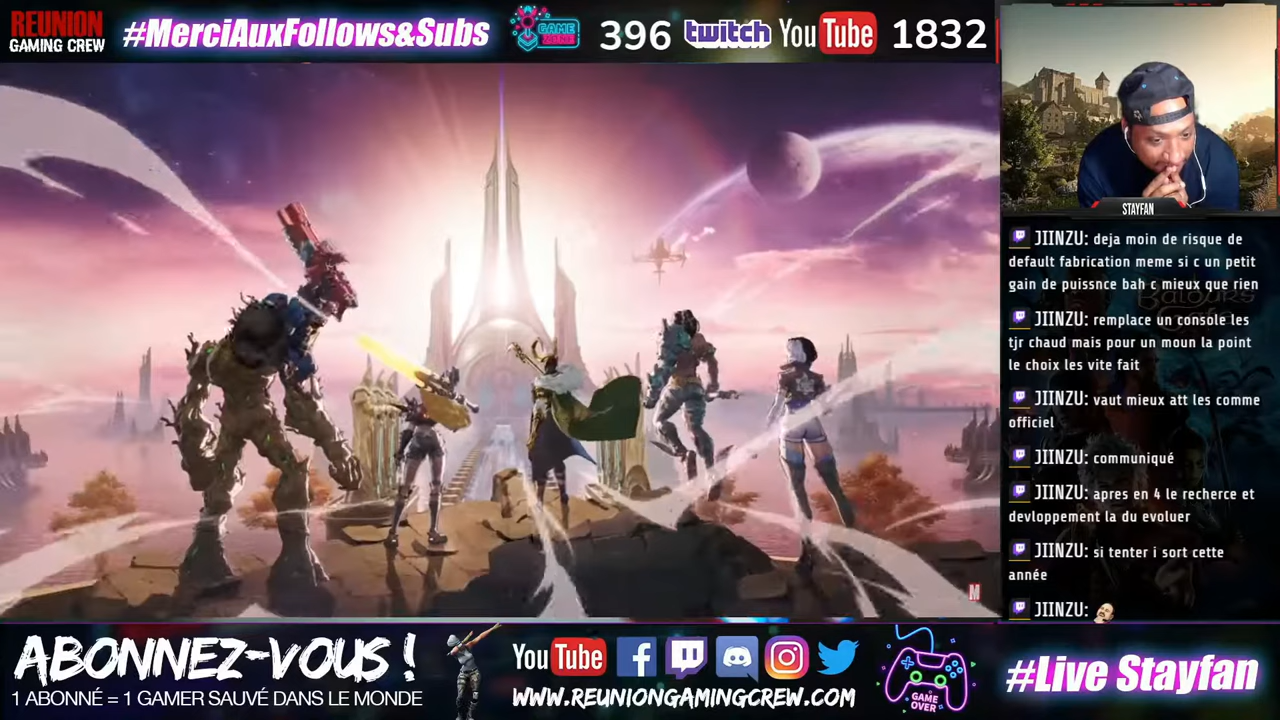 REUNION
GAMING CREW
#MerciAuxFollows&Subs
GAME
ZONE
396
twitch
YouTube
1832
STAYFAN
JIINZU: deja moin de risque de
default fabrication meme si c un petit
gain de puissnce bah c mieux que rien
JIINZU: remplace un console les
tjr chaud mais pour un moun la point
le choix les vite fait
JIINZU: vaut mieux att les comme
officiel
JIINZU: communiqué
JIINZU: apres en 4 le recherce et
devloppement la du evoluer
JIINZU: si tenter i sort cette
année
JIINZU:
M
ABONNEZ-VOUS !
1 ABONNÉ = 1 GAMER SAUVÉ DANS LE MONDE
YouTube
WWW.REUNIONGAMINGCREW.COM
GAME
OVER
#Live Stayfan